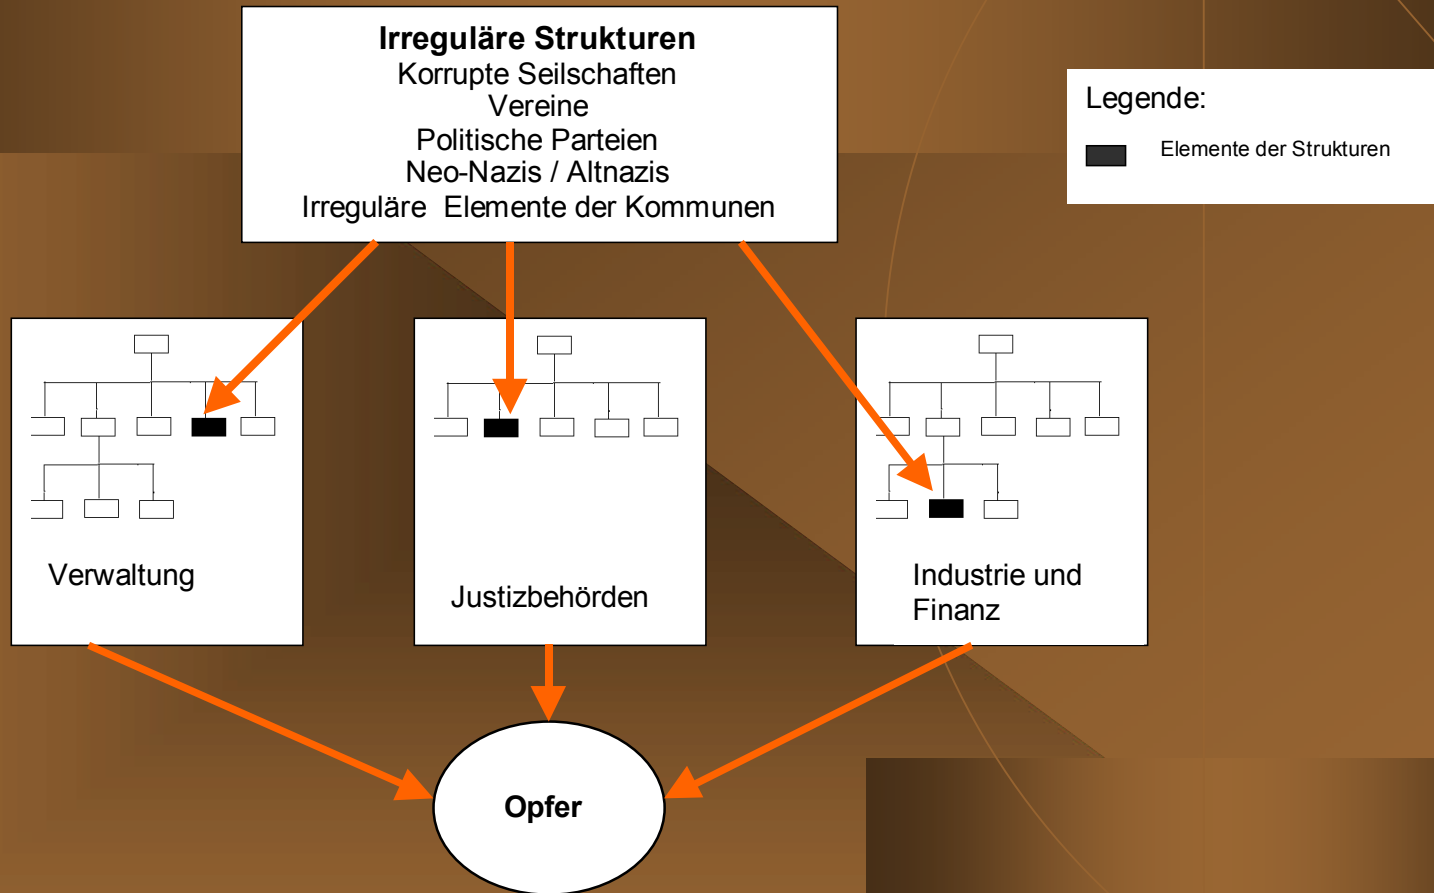 Irreguläre Strukturen
Korrupte Seilschaften
Vereine
Politische Parteien
Neo-Nazis / Altnazis
Irreguläre Elemente der Kommunen
Legende:
Elemente der Strukturen
Verwaltung
Justizbehörden
Industrie und
Finanz
Opfer